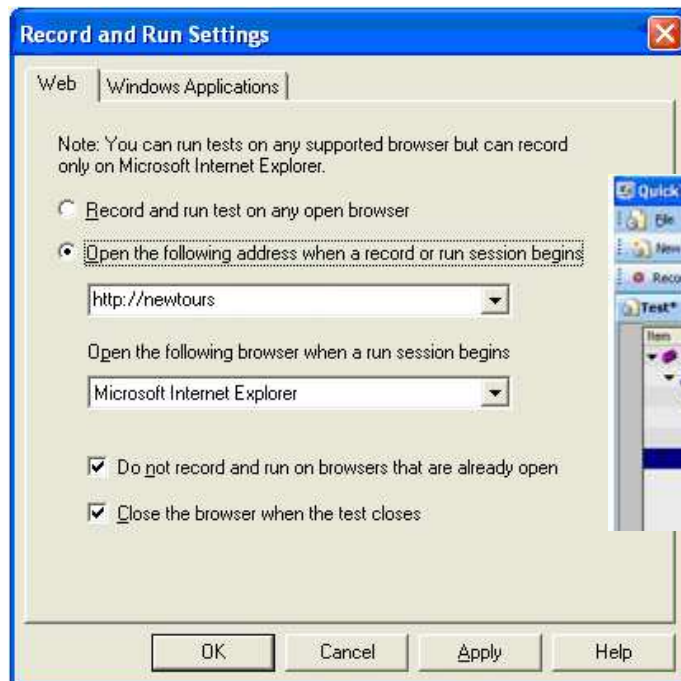 Record and Run Settings
Web
Windows Applications
Note: You can run tests on any supported browser but can record
only on Microsoft Internet Explorer.
Record and run test on any open browser
Open the following address when a record or run session begins
http://newtours
Open the following browser when a run session begins
Microsoft Internet Explorer
Do not record and run on browsers that are already open
Close the browser when the test closes
OK
Cancel
Apply
Help
Quick
File
New
Reco
Test*
Item